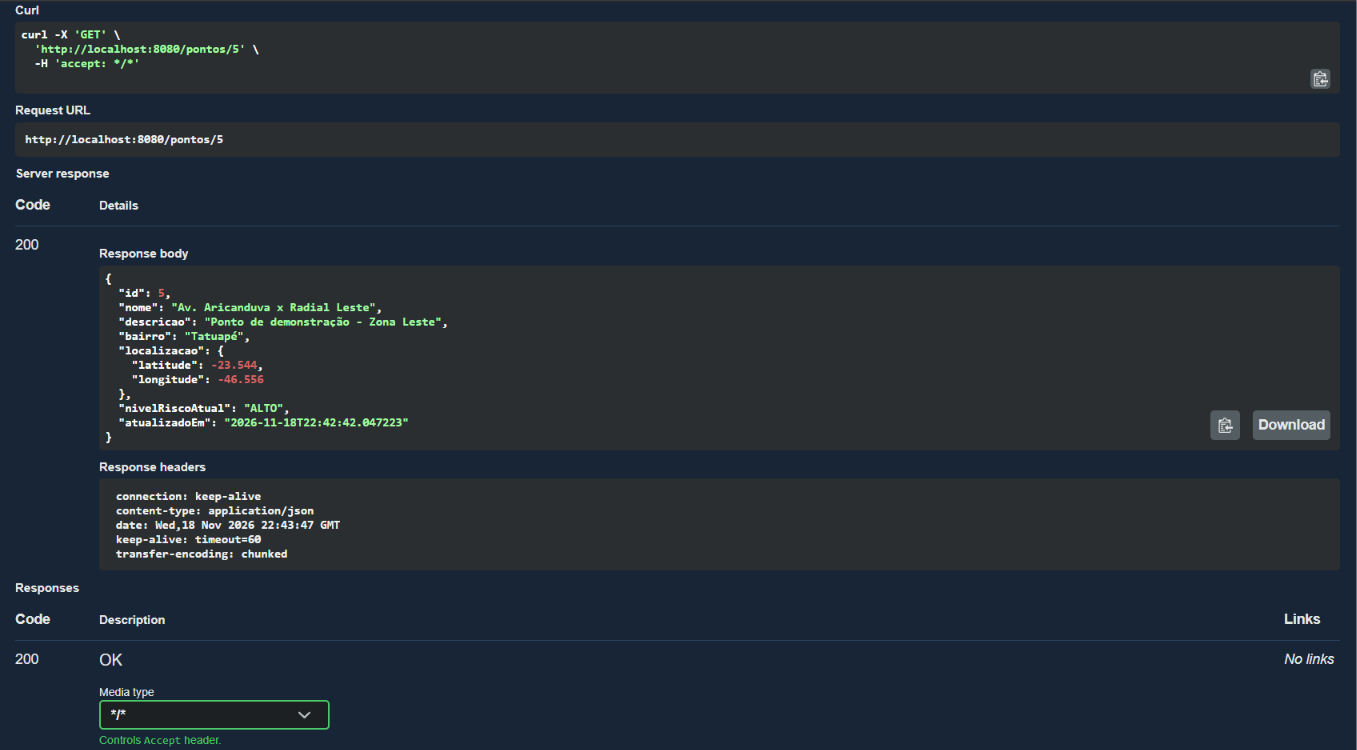 Curl
curl -X 'GET' \
  'http://localhost:8080/pontos/5' \
  -H 'accept: */*'
Request URL
http://localhost:8080/pontos/5
Server response
Code Details
200
Response body
{
  "id": 5,
  "nome": "Av. Aricanduva x Radial Leste",
  "descricao": "Ponto de demonstração - Zona Leste",
  "bairro": "Tatuapé",
  "localizacao": {
    "latitude": -23.544,
    "longitude": -46.556
  },
  "nivelRiscoAtual": "ALTO",
  "atualizadoEm": "2026-11-18T22:42:42.047223"
}
Download
Response headers
connection: keep-alive
content-type: application/json
date: Wed,18 Nov 2026 22:43:47 GMT
keep-alive: timeout=60
transfer-encoding: chunked
Responses
Code Description Links
200 OK No links
Media type
*/*
Controls Accept header.